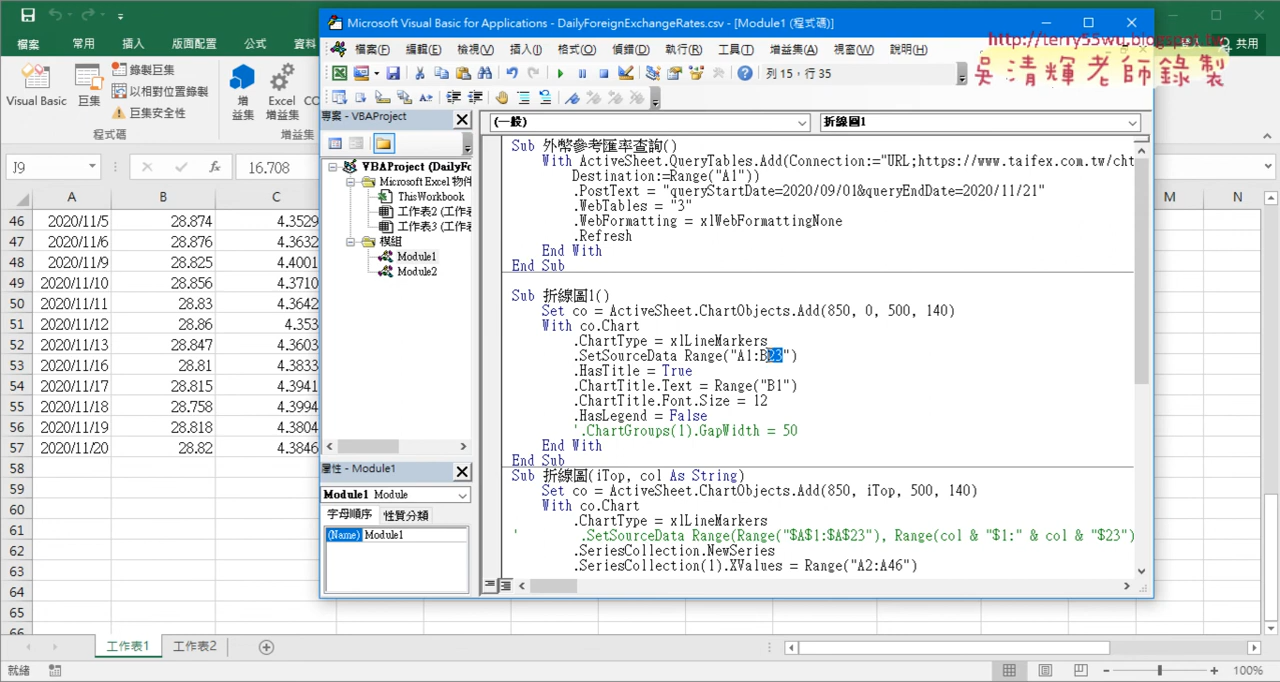 Microsoft Visual Basic for Applications - DailyForeignExchangeRates.csv - [Module1 (程式碼)]
檔案 常用 插入 版面配置 公式 資料
共用
http://terry55wu.blogspot.tw
吳清輝老師錄製
檔案(F) 編輯(E) 檢視(V) 插入(I) 格式(O) 偵錯(D) 執行(R) 工具(T) 增益集(A) 視窗(W) 說明(H)
列 15，行 35
Visual Basic 巨集
錄製巨集
以相對位置錄製
巨集安全性
程式碼
增益集
Excel 增益集
增益集
J9
fx
16.708
A B C M N
46 2020/11/5 28.874 4.3529
47 2020/11/6 28.876 4.3632
48 2020/11/9 28.825 4.4001
49 2020/11/10 28.856 4.3710
50 2020/11/11 28.83 4.3642
51 2020/11/12 28.86 4.353
52 2020/11/13 28.847 4.3603
53 2020/11/16 28.81 4.3833
54 2020/11/17 28.815 4.3941
55 2020/11/18 28.758 4.3994
56 2020/11/19 28.818 4.3804
57 2020/11/20 28.82 4.3846
58
59
60
61
62
63
64
65
66
專案 - VBAProject
VBAProject (DailyF
Microsoft Excel 物件
ThisWorkbook
工作表2 (工作表
工作表3 (工作表
模組
Module1
Module2
屬性 - Module1
Module1 Module
字母順序 性質分類
(Name) Module1
(一般)
折線圖1
Sub 外幣參考匯率查詢()
With ActiveSheet.QueryTables.Add(Connection:="URL;https://www.taifex.com.tw/cht
Destination:=Range("A1"))
.PostText = "queryStartDate=2020/09/01&queryEndDate=2020/11/21"
.WebTables = "3"
.WebFormatting = xlWebFormattingNone
.Refresh
End With
End Sub
Sub 折線圖1()
Set co = ActiveSheet.ChartObjects.Add(850, 0, 500, 140)
With co.Chart
.ChartType = xlLineMarkers
.SetSourceData Range("A1:B23")
.HasTitle = True
.ChartTitle.Text = Range("B1")
.ChartTitle.Font.Size = 12
.HasLegend = False
'.ChartGroups(1).GapWidth = 50
End With
End Sub
Sub 折線圖(iTop, col As String)
Set co = ActiveSheet.ChartObjects.Add(850, iTop, 500, 140)
With co.Chart
.ChartType = xlLineMarkers
' .SetSourceData Range(Range("$A$1:$A$23"), Range(col & "$1:" & col & "$23")
.SeriesCollection.NewSeries
.SeriesCollection(1).XValues = Range("A2:A46")
工作表1 工作表2
就緒
100%